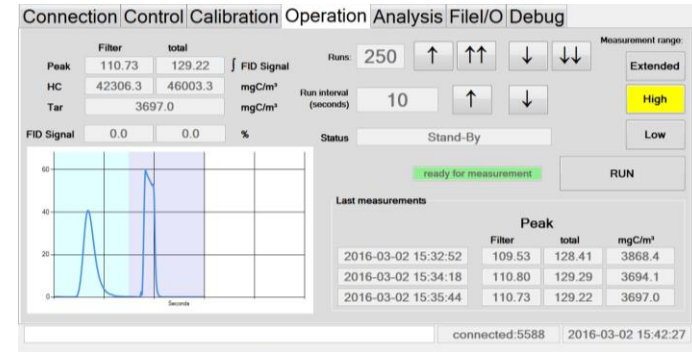 Connection Control Calibration Operation Analysis FileI/O Debug
Filter total
Peak 110.73 129.22 ∫ FID Signal
HC 42306.3 46003.3 mgC/m³
Tar 3697.0 mgC/m³
FID Signal 0.0 0.0 %
Runs: 250 ↑ ↑↑ ↓ ↓↓
Run interval
(seconds) 10 ↑ ↓
Status Stand-By
ready for measurement
Measurement range:
Extended
High
Low
RUN
60
40
20
0
Seconds
Last measurements
Peak
Filter total mgC/m³
2016-03-02 15:32:52 109.53 128.41 3868.4
2016-03-02 15:34:18 110.80 129.29 3694.1
2016-03-02 15:35:44 110.73 129.22 3697.0
connected:5588 2016-03-02 15:42:27